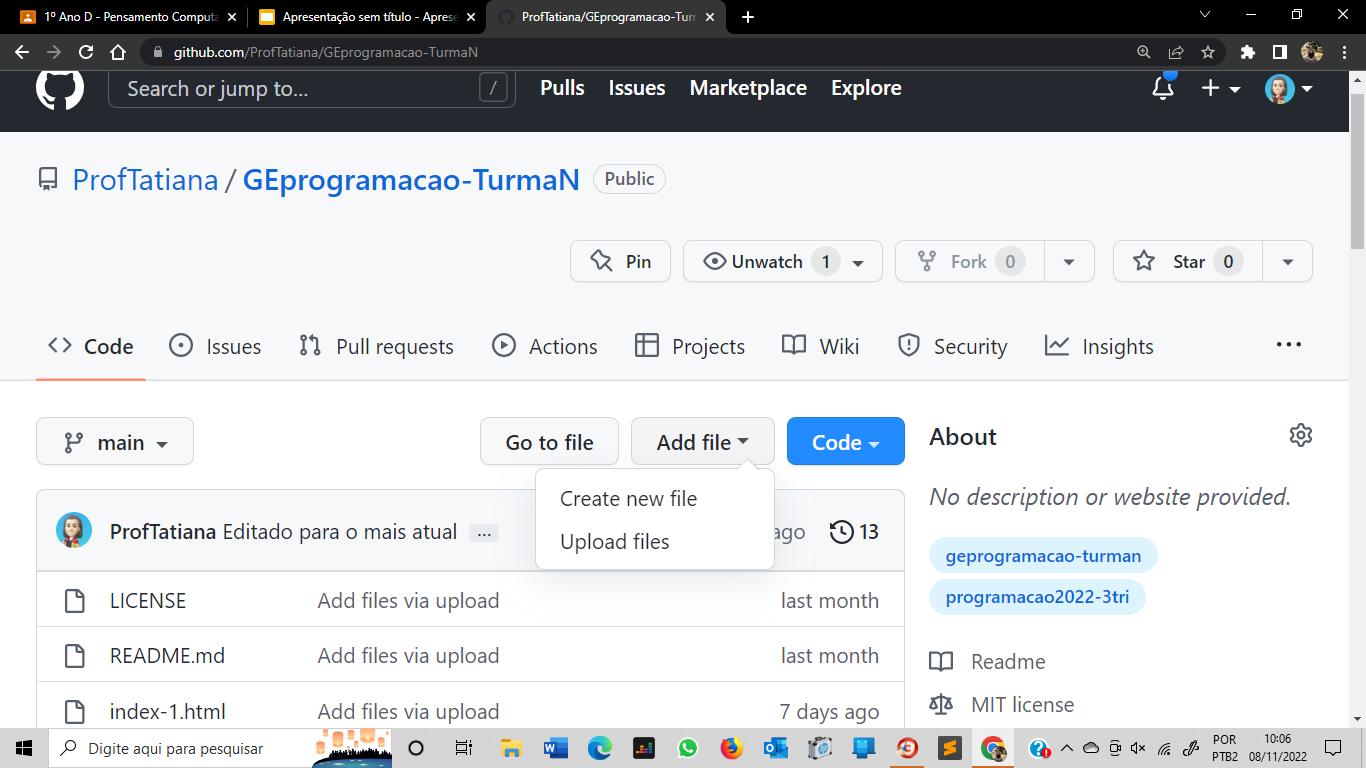 1º Ano D - Pensamento Computa
Apresentação sem título - Aprese
ProfTatiana/GEprogramacao-Turm
github.com/ProfTatiana/GEprogramacao-TurmaN
Search or jump to...
/
Pulls
Issues
Marketplace
Explore
ProfTatiana / GEprogramacao-TurmaN
Public
Pin
Unwatch 1
Fork 0
Star 0
Code
Issues
Pull requests
Actions
Projects
Wiki
Security
Insights
main
Go to file
Add file
Code
Create new file
Upload files
ProfTatiana Editado para o mais atual
...
ago
13
LICENSE
Add files via upload
last month
README.md
Add files via upload
last month
index-1.html
Add files via upload
7 days ago
About
No description or website provided.
geprogramacao-turman
programacao2022-3tri
Readme
MIT license
Digite aqui para pesquisar
POR
PTB2
10:06
08/11/2022